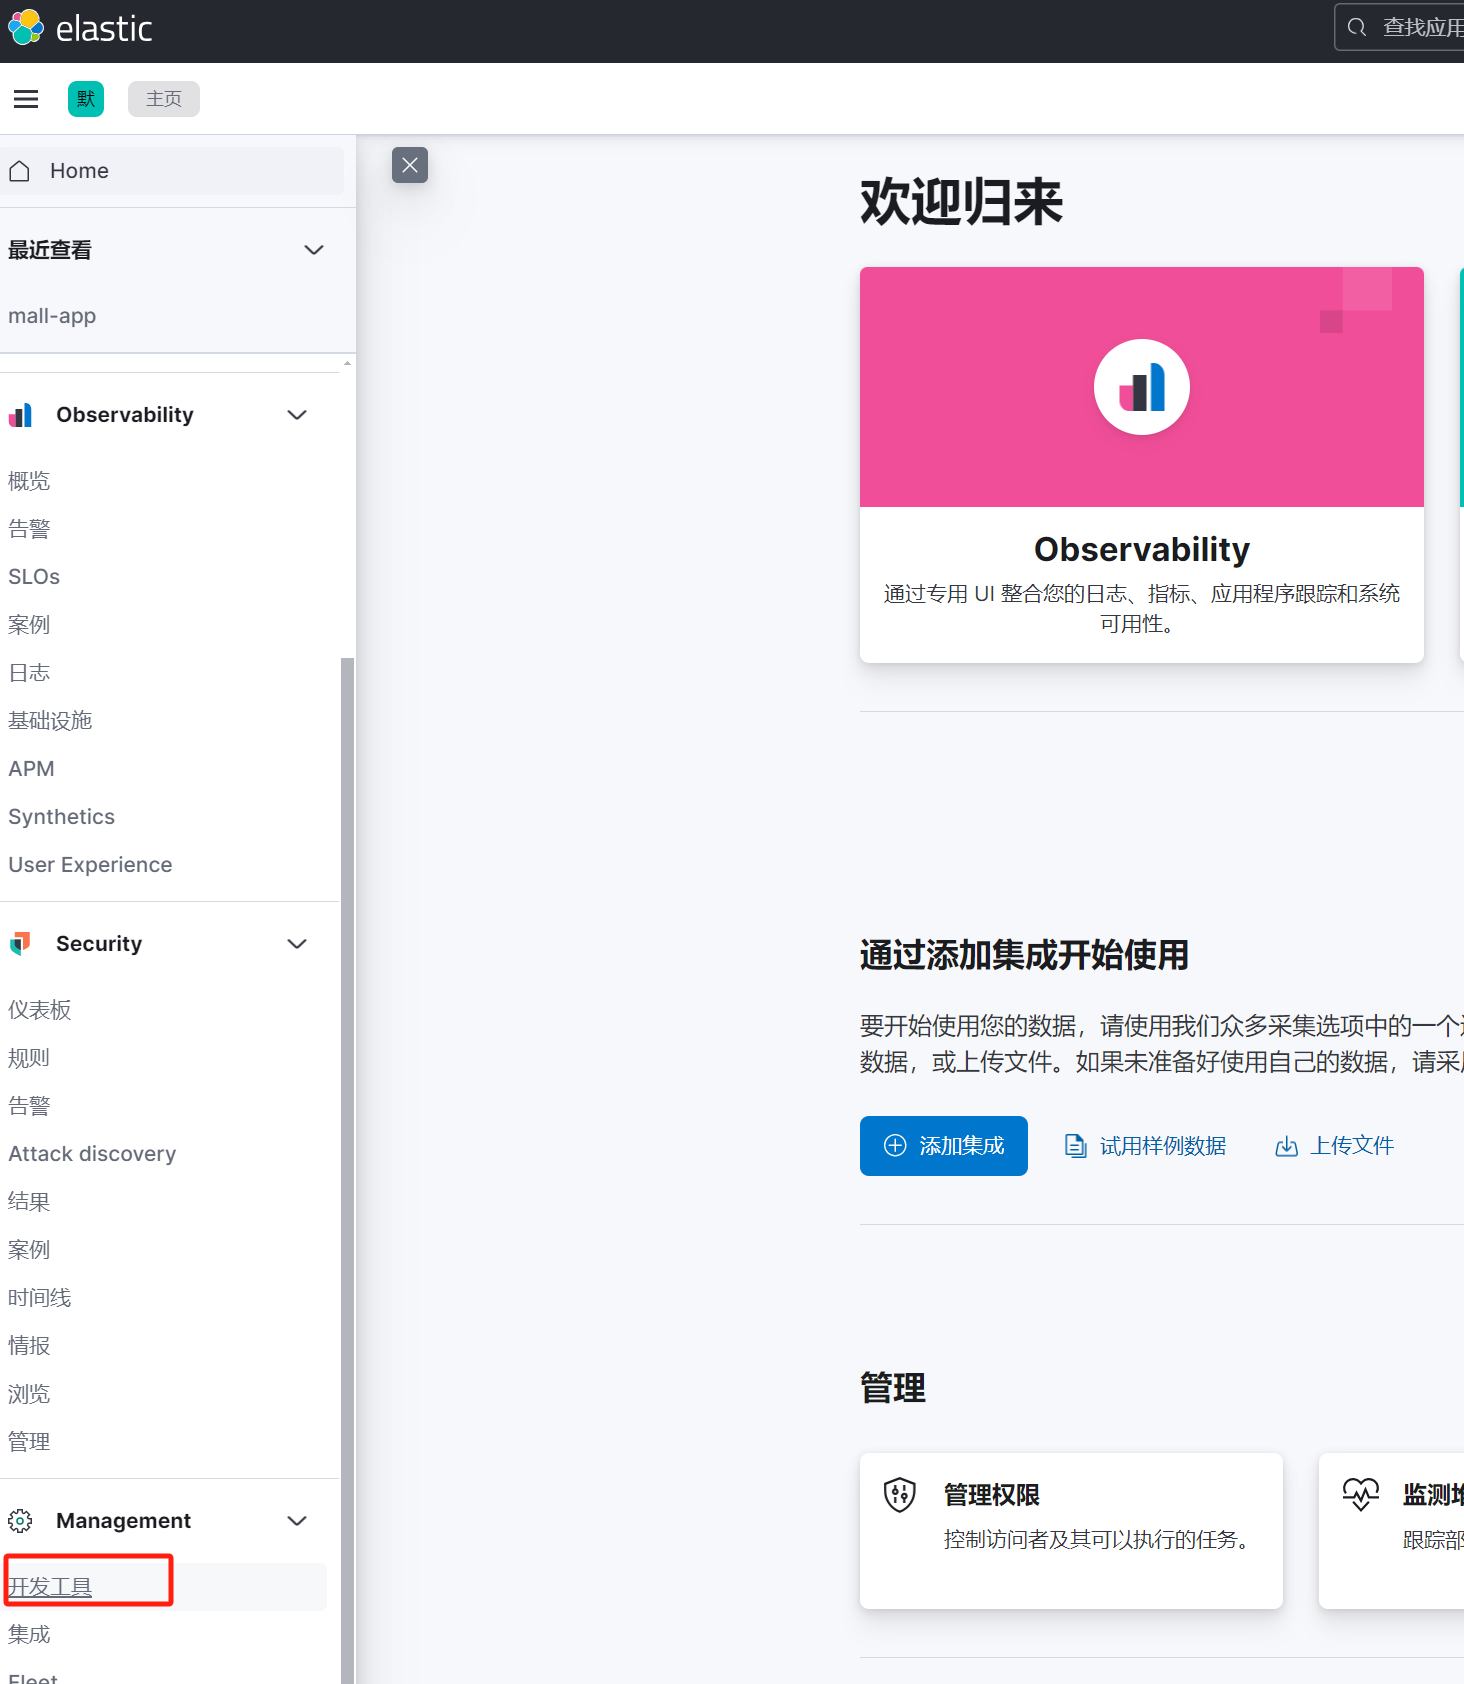 elastic
查找应用
默
主页
Home
最近查看
mall-app
Observability
概览
告警
SLOs
案例
日志
基础设施
APM
Synthetics
User Experience
Security
仪表板
规则
告警
Attack discovery
结果
案例
时间线
情报
浏览
管理
Management
开发工具
集成
Fleet
欢迎归来
Observability
通过专用 UI 整合您的日志、指标、应用程序跟踪和系统
可用性。
通过添加集成开始使用
要开始使用您的数据，请使用我们众多采集选项中的一个
数据，或上传文件。如果未准备好使用自己的数据，请采
添加集成
试用样例数据
上传文件
管理
管理权限
控制访问者及其可以执行的任务。
监测堆
跟踪部